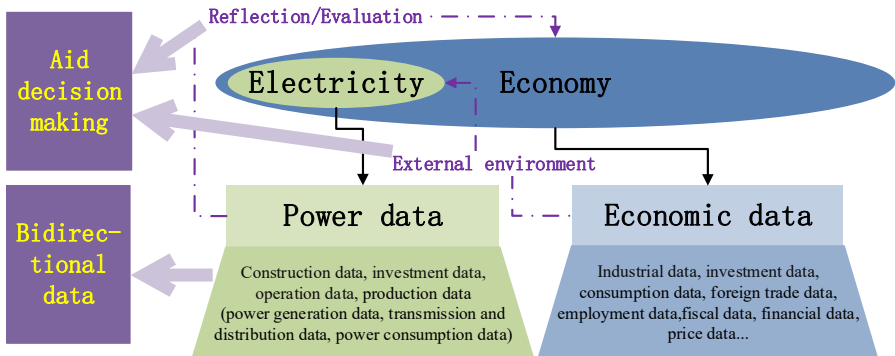 Reflection/Evaluation
Aid
decision
making
Electricity
Economy
External environment
Bidirec-
tional
data
Power data
Economic data
Construction data, investment data,
operation data, production data
(power generation data, transmission and
distribution data, power consumption data)
Industrial data, investment data,
consumption data, foreign trade data,
employment data,fiscal data, financial data,
price data...